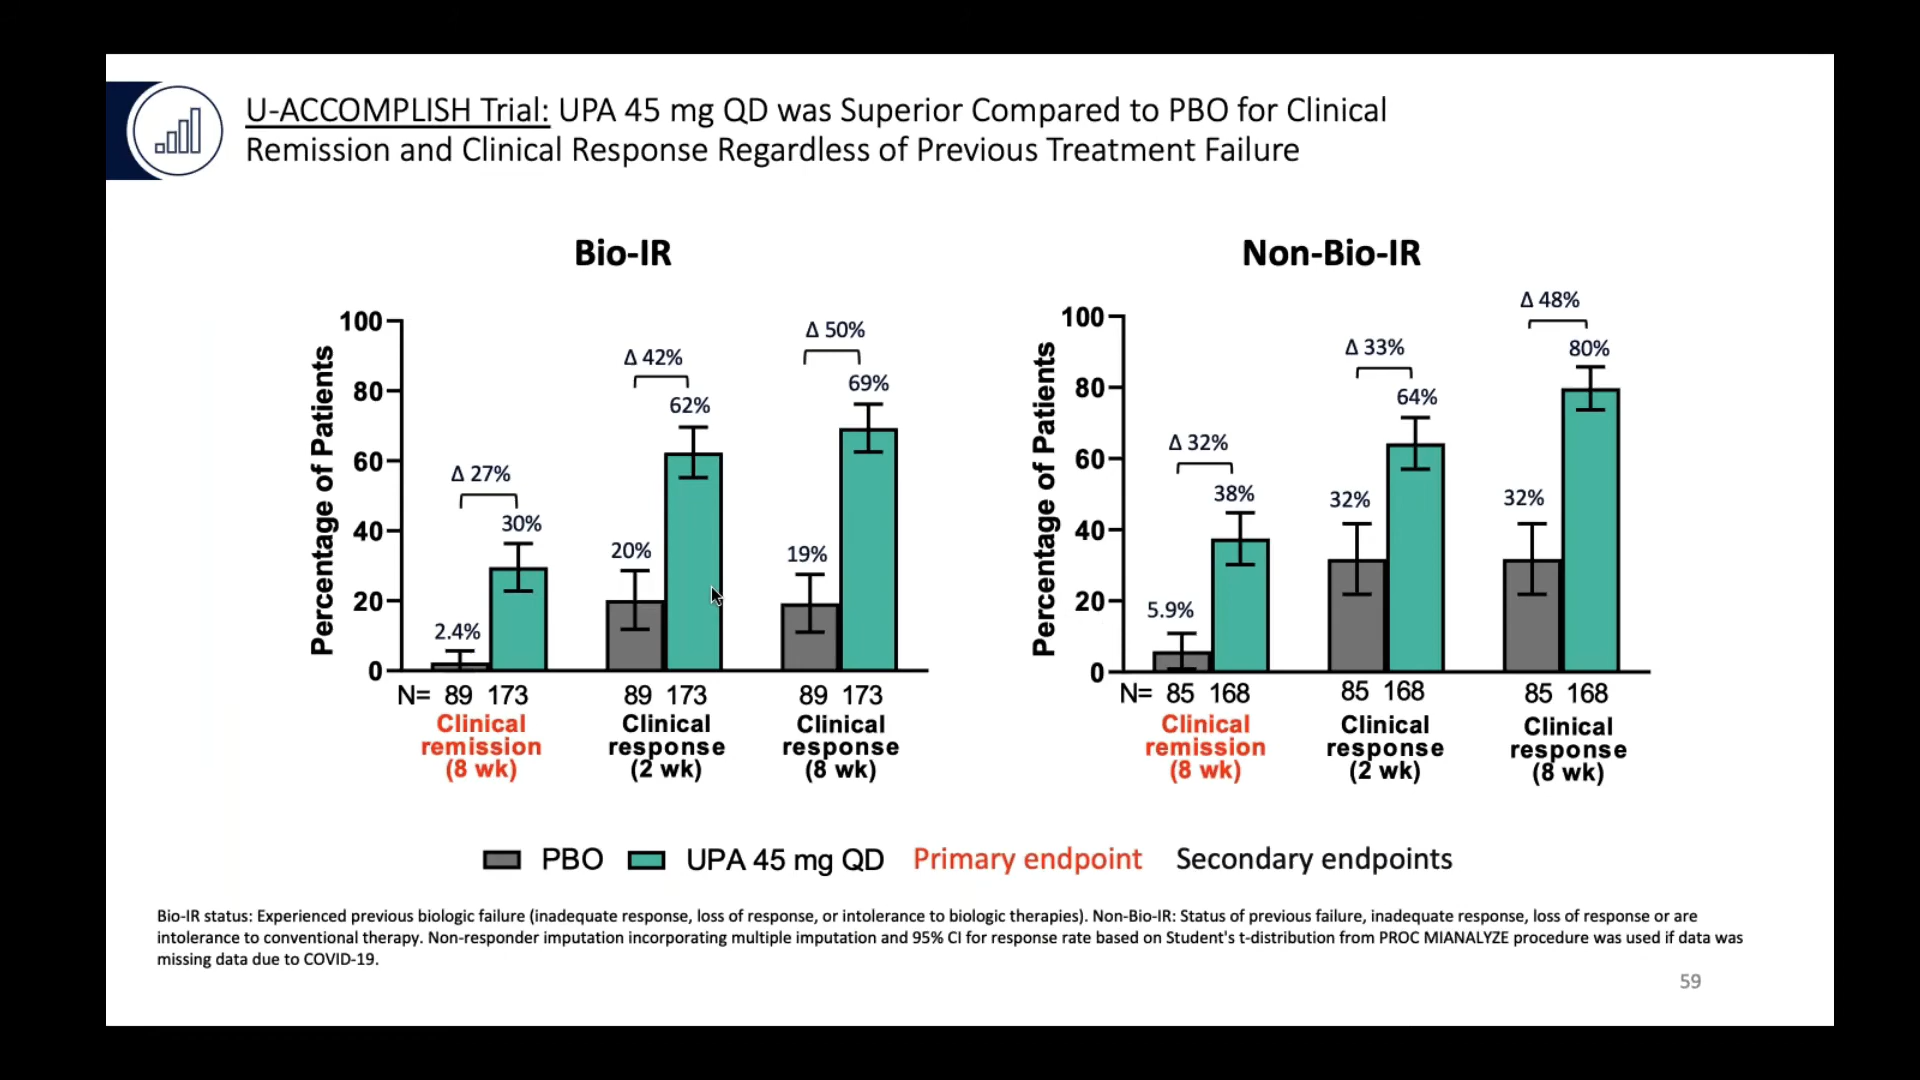 U-ACCOMPLISH Trial: UPA 45 mg QD was Superior Compared to PBO for Clinical
Remission and Clinical Response Regardless of Previous Treatment Failure
Bio-IR
Percentage of Patients
100
80
60
40
20
0
Δ 27%
2.4%
30%
Δ 42%
20%
62%
Δ 50%
19%
69%
N= 89 173
89 173
89 173
Clinical
remission
(8 wk)
Clinical
response
(2 wk)
Clinical
response
(8 wk)
Non-Bio-IR
Percentage of Patients
100
80
60
40
20
0
Δ 32%
5.9%
38%
Δ 33%
32%
64%
Δ 48%
32%
80%
N= 85 168
85 168
85 168
Clinical
remission
(8 wk)
Clinical
response
(2 wk)
Clinical
response
(8 wk)
PBO UPA 45 mg QD Primary endpoint Secondary endpoints
Bio-IR status: Experienced previous biologic failure (inadequate response, loss of response, or intolerance to biologic therapies). Non-Bio-IR: Status of previous failure, inadequate response, loss of response or are
intolerance to conventional therapy. Non-responder imputation incorporating multiple imputation and 95% CI for response rate based on Student's t-distribution from PROC MIANALYZE procedure was used if data was
missing data due to COVID-19.
59